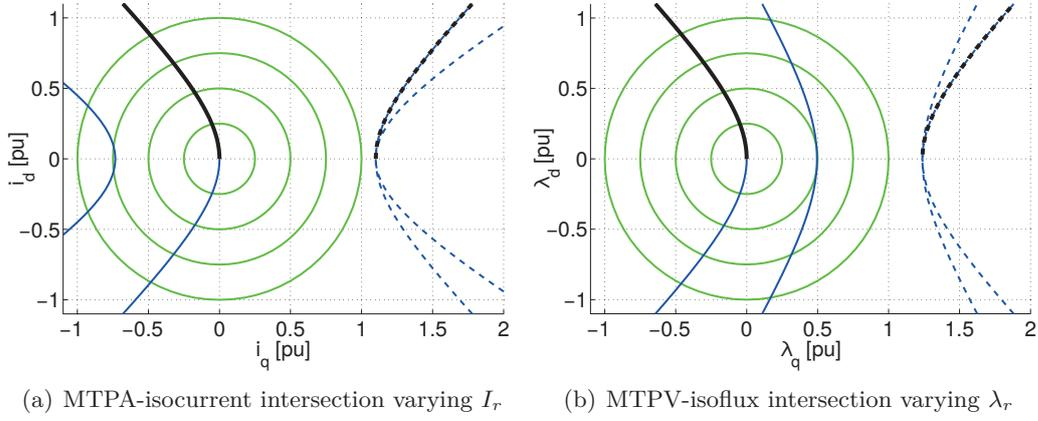 1
0.5
0
−0.5
−1
i_d [pu]
−1 −0.5 0 0.5 1 1.5 2
i_q [pu]
(a) MTPA-isocurrent intersection varying I_r
1
0.5
0
−0.5
−1
λ_d [pu]
−1 −0.5 0 0.5 1 1.5 2
λ_q [pu]
(b) MTPV-isoflux intersection varying λ_r